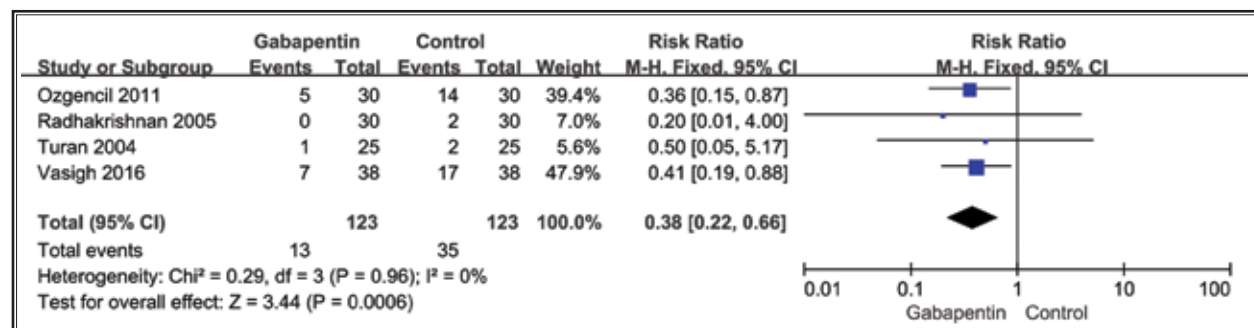 Gabapentin Control Risk Ratio Risk Ratio
Study or Subgroup Events Total Events Total Weight M-H. Fixed. 95% CI M-H. Fixed. 95% CI
Ozgencil 2011 5 30 14 30 39.4% 0.36 [0.15, 0.87]
Radhakrishnan 2005 0 30 2 30 7.0% 0.20 [0.01, 4.00]
Turan 2004 1 25 2 25 5.6% 0.50 [0.05, 5.17]
Vasigh 2016 7 38 17 38 47.9% 0.41 [0.19, 0.88]
Total (95% CI) 123 123 100.0% 0.38 [0.22, 0.66]
Total events 13 35
Heterogeneity: Chi² = 0.29, df = 3 (P = 0.96); I² = 0%
Test for overall effect: Z = 3.44 (P = 0.0006)
0.01 0.1 1 10 100
Gabapentin Control